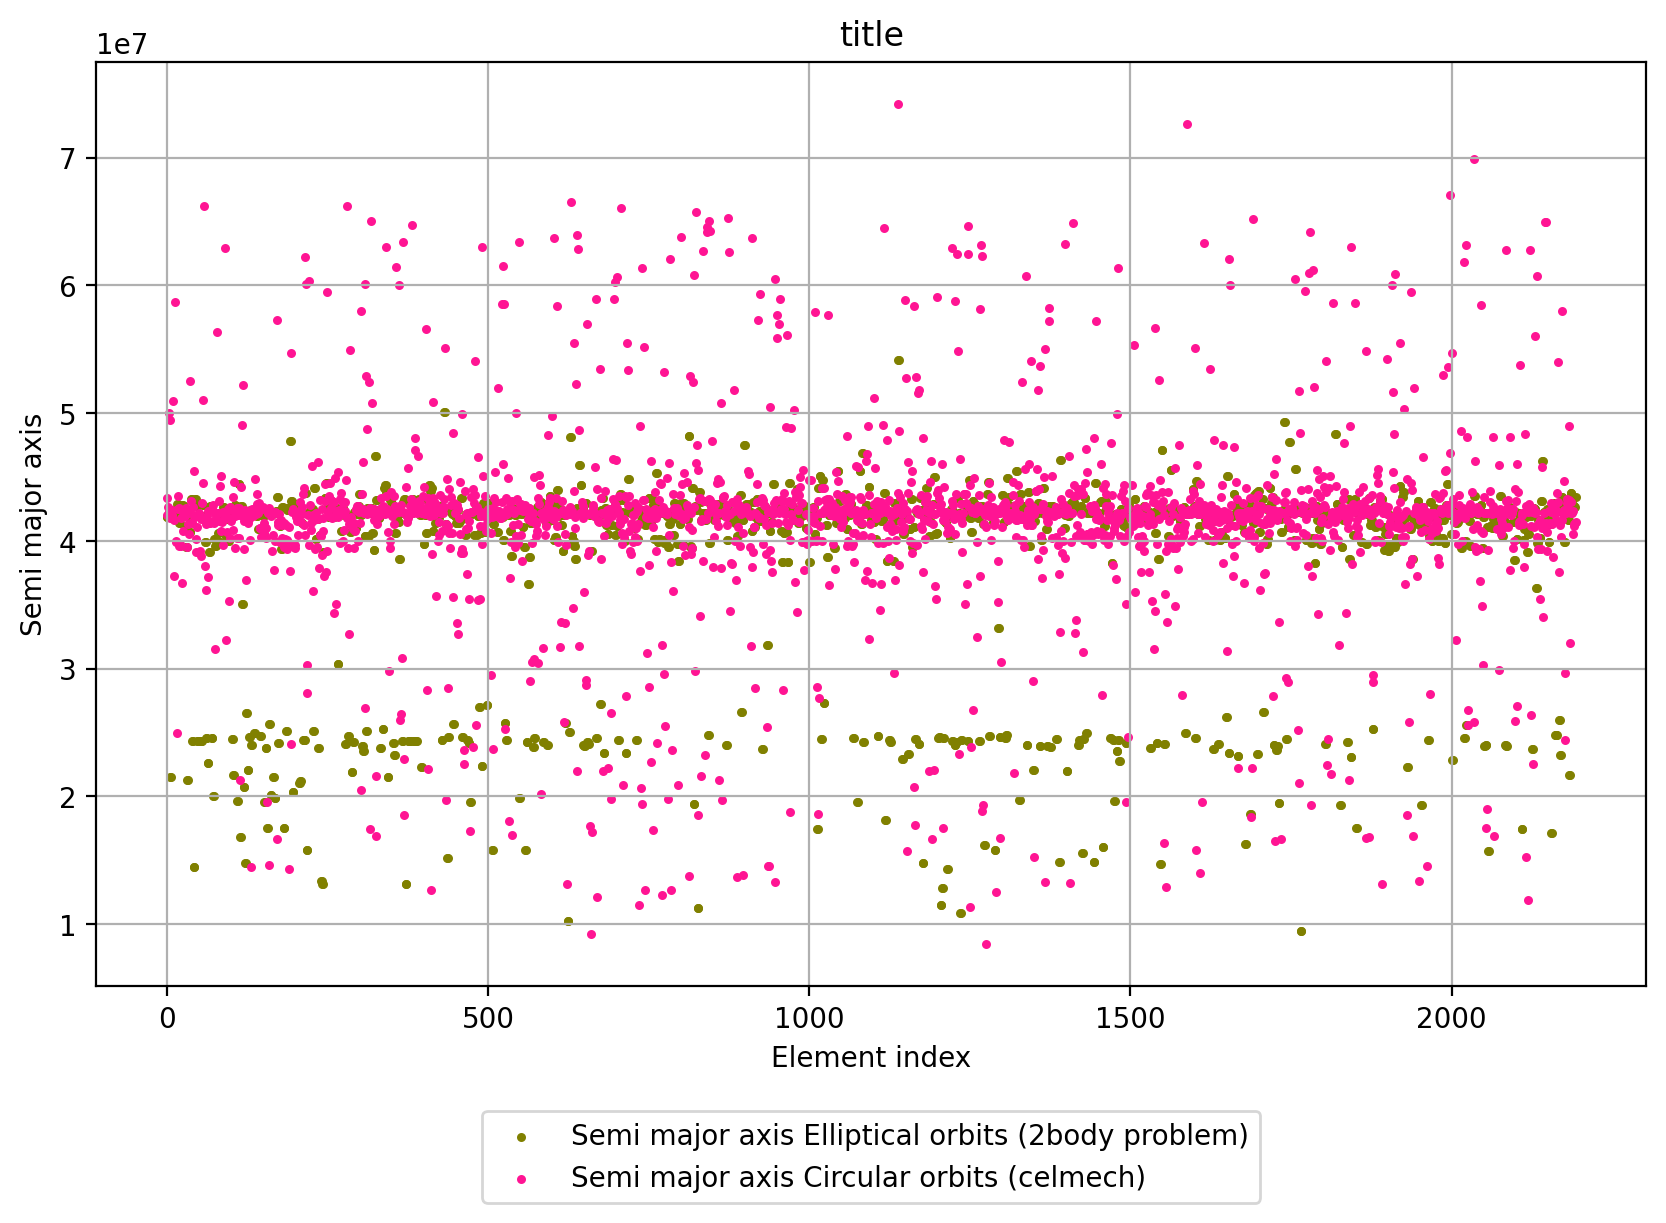 title
1e7
7
6
5
4
3
2
1
Semi major axis
0 500 1000 1500 2000
Element index
Semi major axis Elliptical orbits (2body problem)
Semi major axis Circular orbits (celmech)